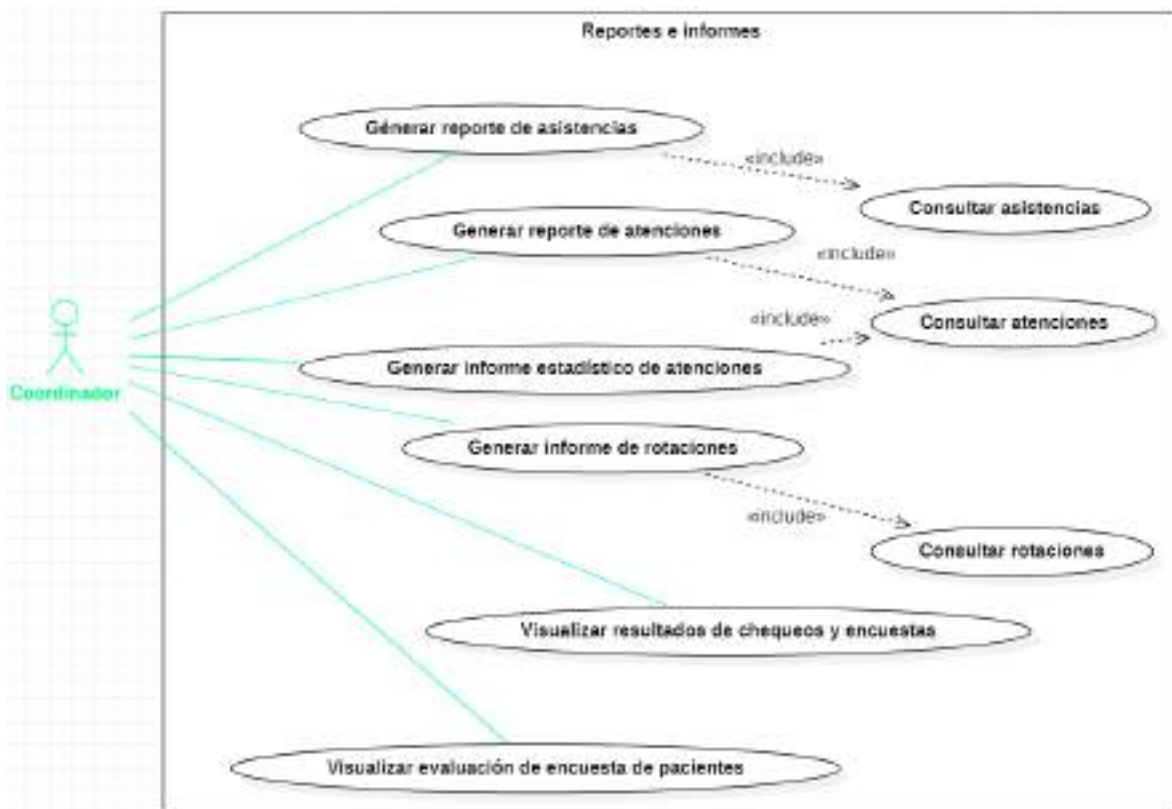 Reportes e informes
Génerar reporte de asistencias
«include»
Consultar asistencias
Generar reporte de atenciones
«include»
«include»
Consultar atenciones
Generar informe estadístico de atenciones
Coordinador
Generar informe de rotaciones
«include»
Consultar rotaciones
Visualizar resultados de chequeos y encuestas
Visualizar evaluación de encuesta de pacientes